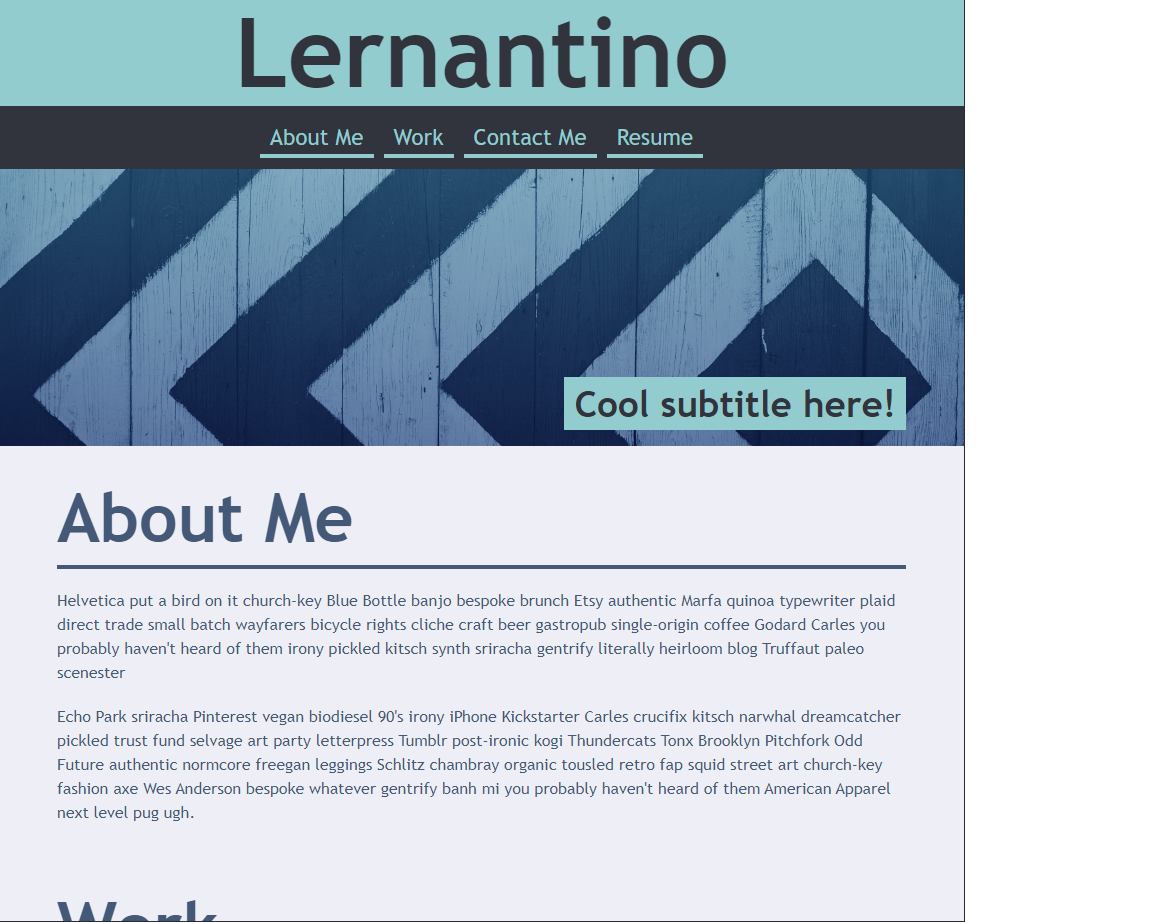 Lernantino
About Me Work Contact Me Resume
Cool subtitle here!
About Me
Helvetica put a bird on it church-key Blue Bottle banjo bespoke brunch Etsy authentic Marfa quinoa typewriter plaid
direct trade small batch wayfarers bicycle rights cliche craft beer gastropub single-origin coffee Godard Carles you
probably haven't heard of them irony pickled kitsch synth sriracha gentrify literally heirloom blog Truffaut paleo
scenester
Echo Park sriracha Pinterest vegan biodiesel 90's irony iPhone Kickstarter Carles crucifix kitsch narwhal dreamcatcher
pickled trust fund selvage art party letterpress Tumblr post-ironic kogi Thundercats Tonx Brooklyn Pitchfork Odd
Future authentic normcore freegan leggings Schlitz chambray organic tousled retro fap squid street art church-key
fashion axe Wes Anderson bespoke whatever gentrify banh mi you probably haven't heard of them American Apparel
next level pug ugh.
Work